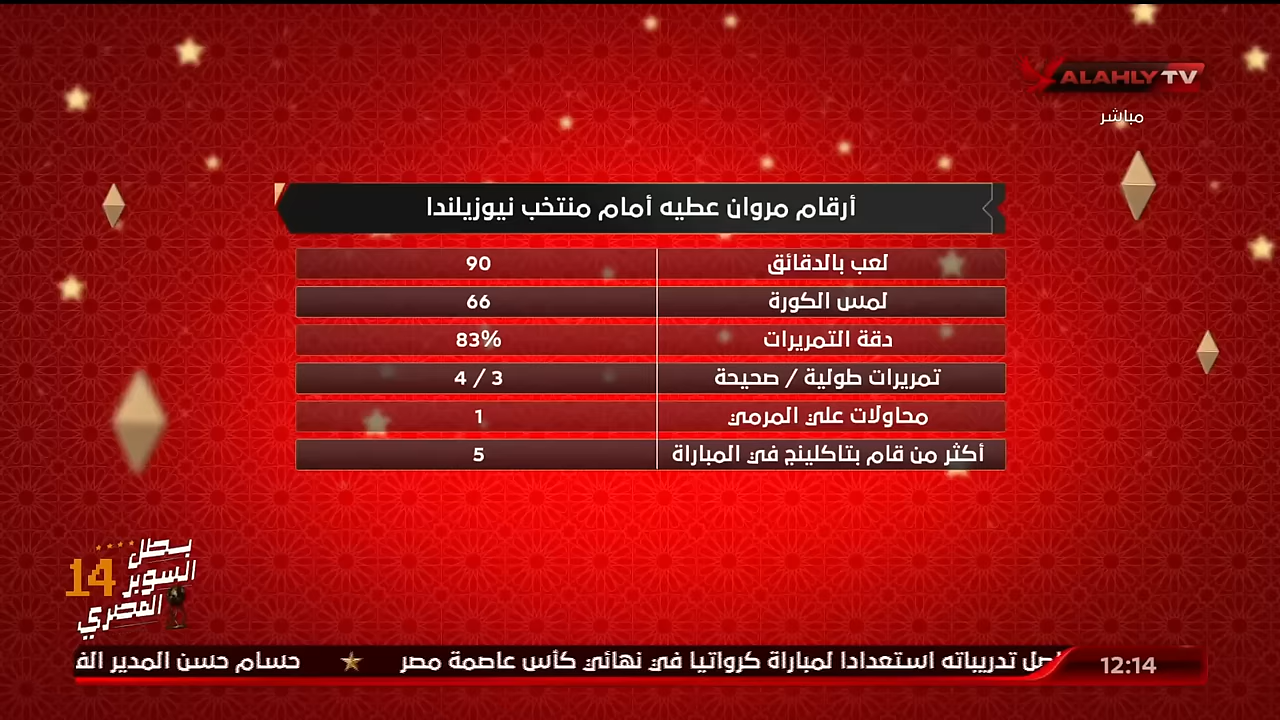 ALAHLY TV
مباشر
أرقام مروان عطيه أمام منتخب نيوزيلندا
لعب بالدقائق 90
لمس الكورة 66
دقة التمريرات 83%
تمريرات طولية / صحيحة 4 / 3
محاولات علي المرمي 1
أكثر من قام بتاكلينج في المباراة 5
بطل
السوبر 14
المصري
تدريباته استعدادا لمباراة كرواتيا في نهائي كأس عاصمة مصر ★ حسام حسن المدير
12:14